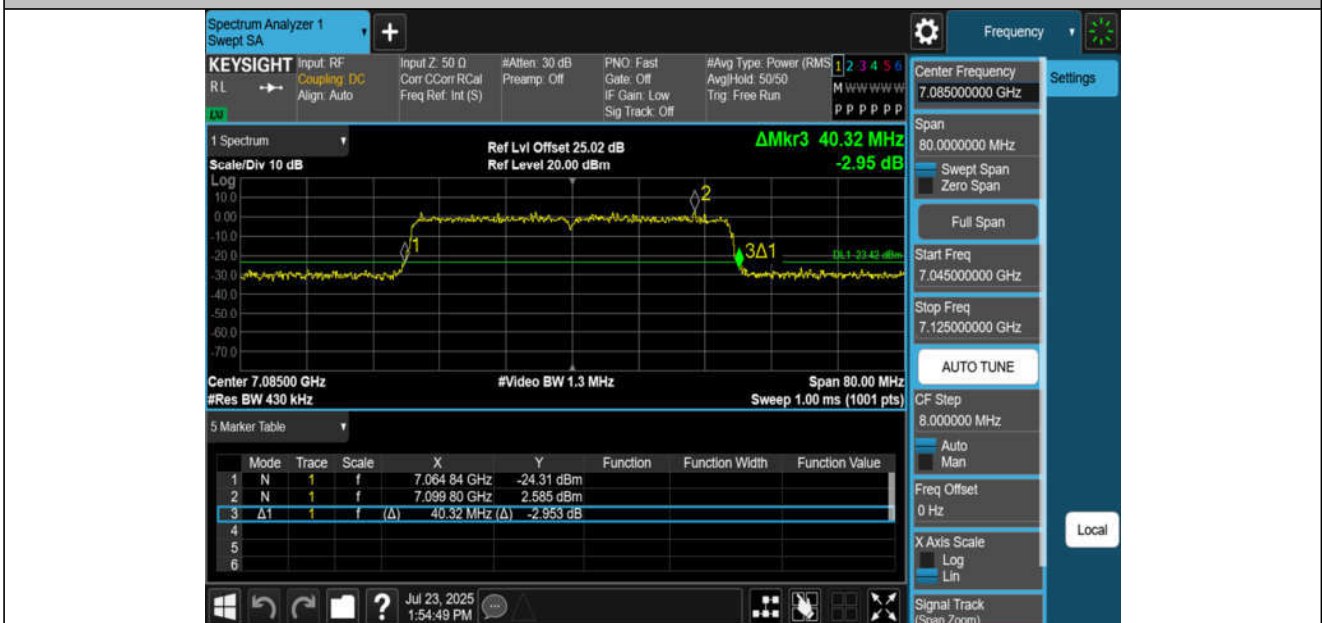 Spectrum Analyzer 1
Swept SA
+
Frequency
KEYSIGHT
RL
LU
Input: RF
Coupling: DC
Align: Auto
Input Z: 50 Ω
Corr CCorr RCal
Freq Ref: Int (S)
#Atten: 30 dB
Preamp: Off
PNO: Fast
Gate: Off
IF Gain: Low
Sig Track: Off
#Avg Type: Power (RMS
Avg|Hold: 50/50
Trig: Free Run
1 2 3 4 5 6
M W W W W W
P P P P P P
1 Spectrum
Scale/Div 10 dB
Ref Lvl Offset 25.02 dB
Ref Level 20.00 dBm
ΔMkr3 40.32 MHz
-2.95 dB
Log
10.0
0.00
-10.0
-20.0
-30.0
-40.0
-50.0
-60.0
-70.0
1
2
3Δ1
DL1 -23.42 dBm
Center 7.08500 GHz
#Res BW 430 kHz
#Video BW 1.3 MHz
Span 80.00 MHz
Sweep 1.00 ms (1001 pts)
5 Marker Table
Mode Trace Scale X Y Function Function Width Function Value
1 N 1 f 7.064 84 GHz -24.31 dBm
2 N 1 f 7.099 80 GHz 2.585 dBm
3 Δ1 1 f (Δ) 40.32 MHz (Δ) -2.953 dB
4
5
6
?
Jul 23, 2025
1:54:49 PM
Center Frequency
7.085000000 GHz
Span
80.0000000 MHz
Swept Span
Zero Span
Full Span
Start Freq
7.045000000 GHz
Stop Freq
7.125000000 GHz
AUTO TUNE
CF Step
8.000000 MHz
Auto
Man
Freq Offset
0 Hz
X Axis Scale
Log
Lin
Signal Track
(Span Zoom)
Settings
Local